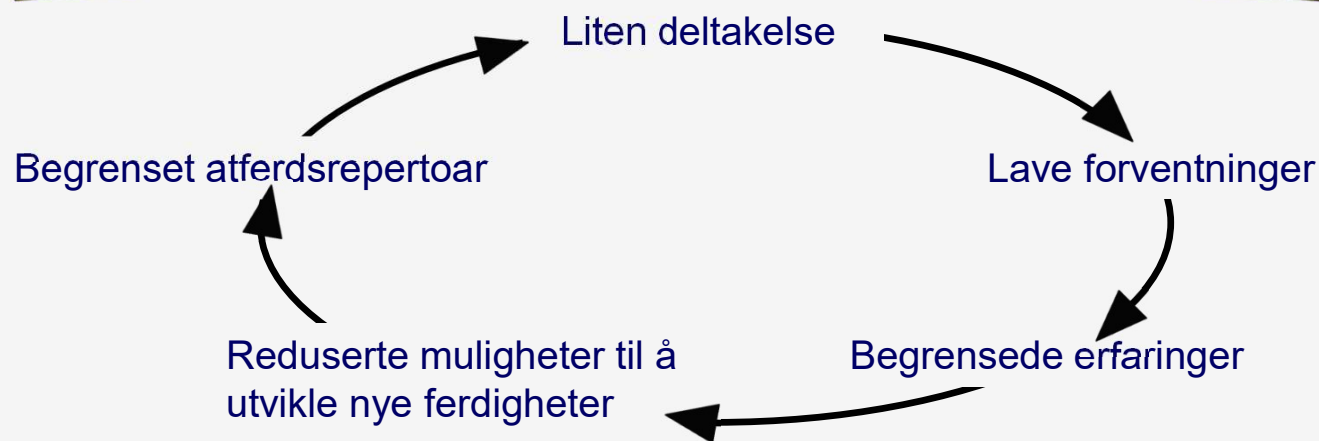 Liten deltakelse
Begrenset atferdsrepertoar
Lave forventninger
Reduserte muligheter til å
utvikle nye ferdigheter
Begrensede erfaringer